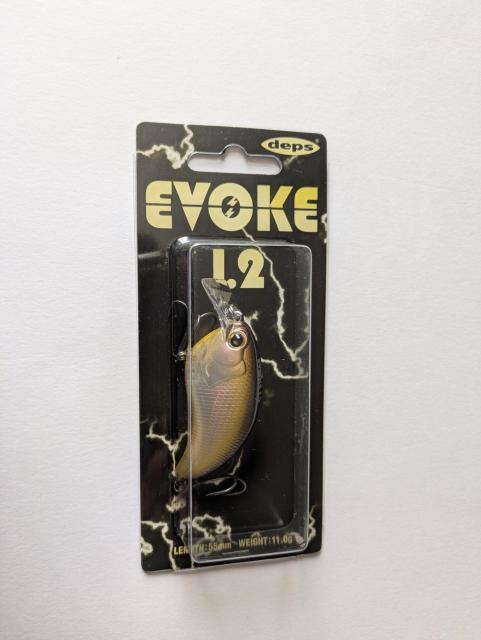 deps
EVOKE
1.2
LENGTH:55mm WEIGHT:11.0g